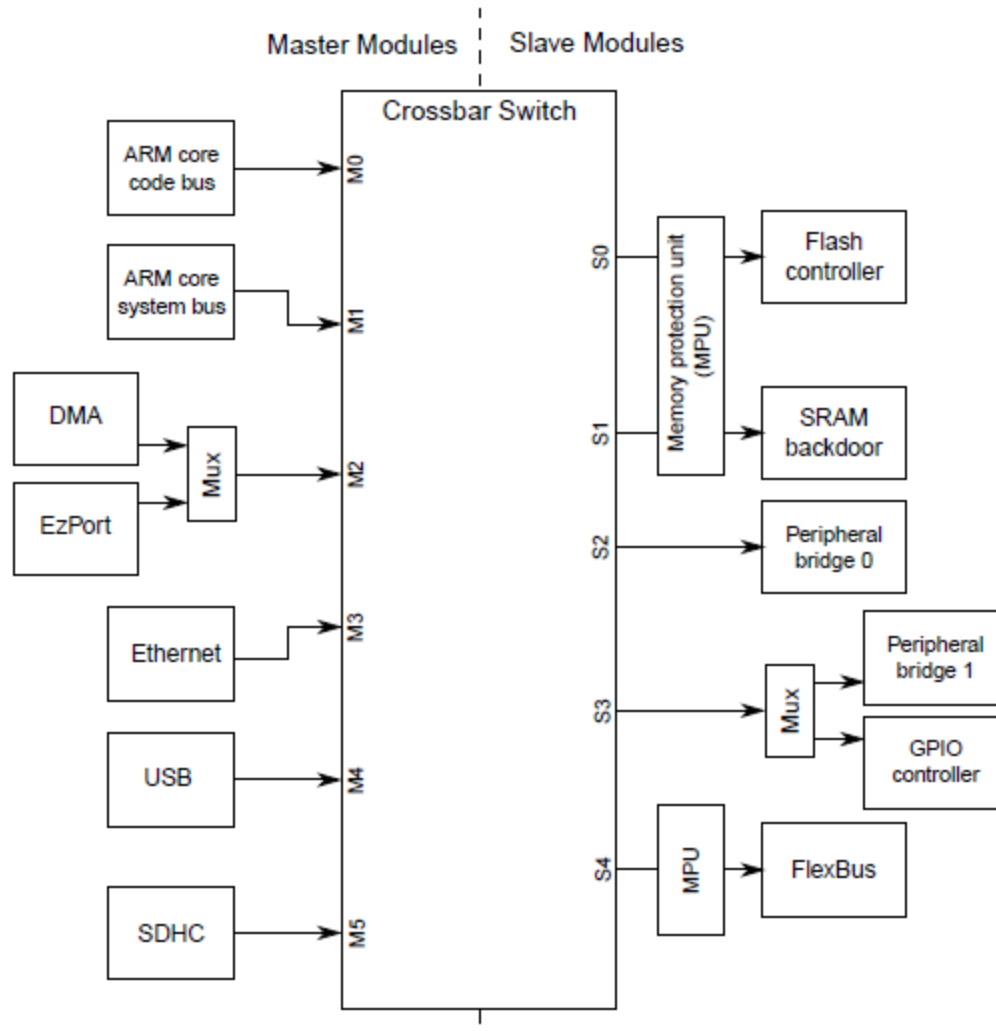 Master Modules
Slave Modules
Crossbar Switch
ARM core
code bus
M0
ARM core
system bus
M1
DMA
EzPort
Mux
M2
Ethernet
M3
USB
M4
SDHC
M5
S0
Memory protection unit
(MPU)
Flash
controller
S1
SRAM
backdoor
S2
Peripheral
bridge 0
S3
Mux
Peripheral
bridge 1
GPIO
controller
S4
MPU
FlexBus